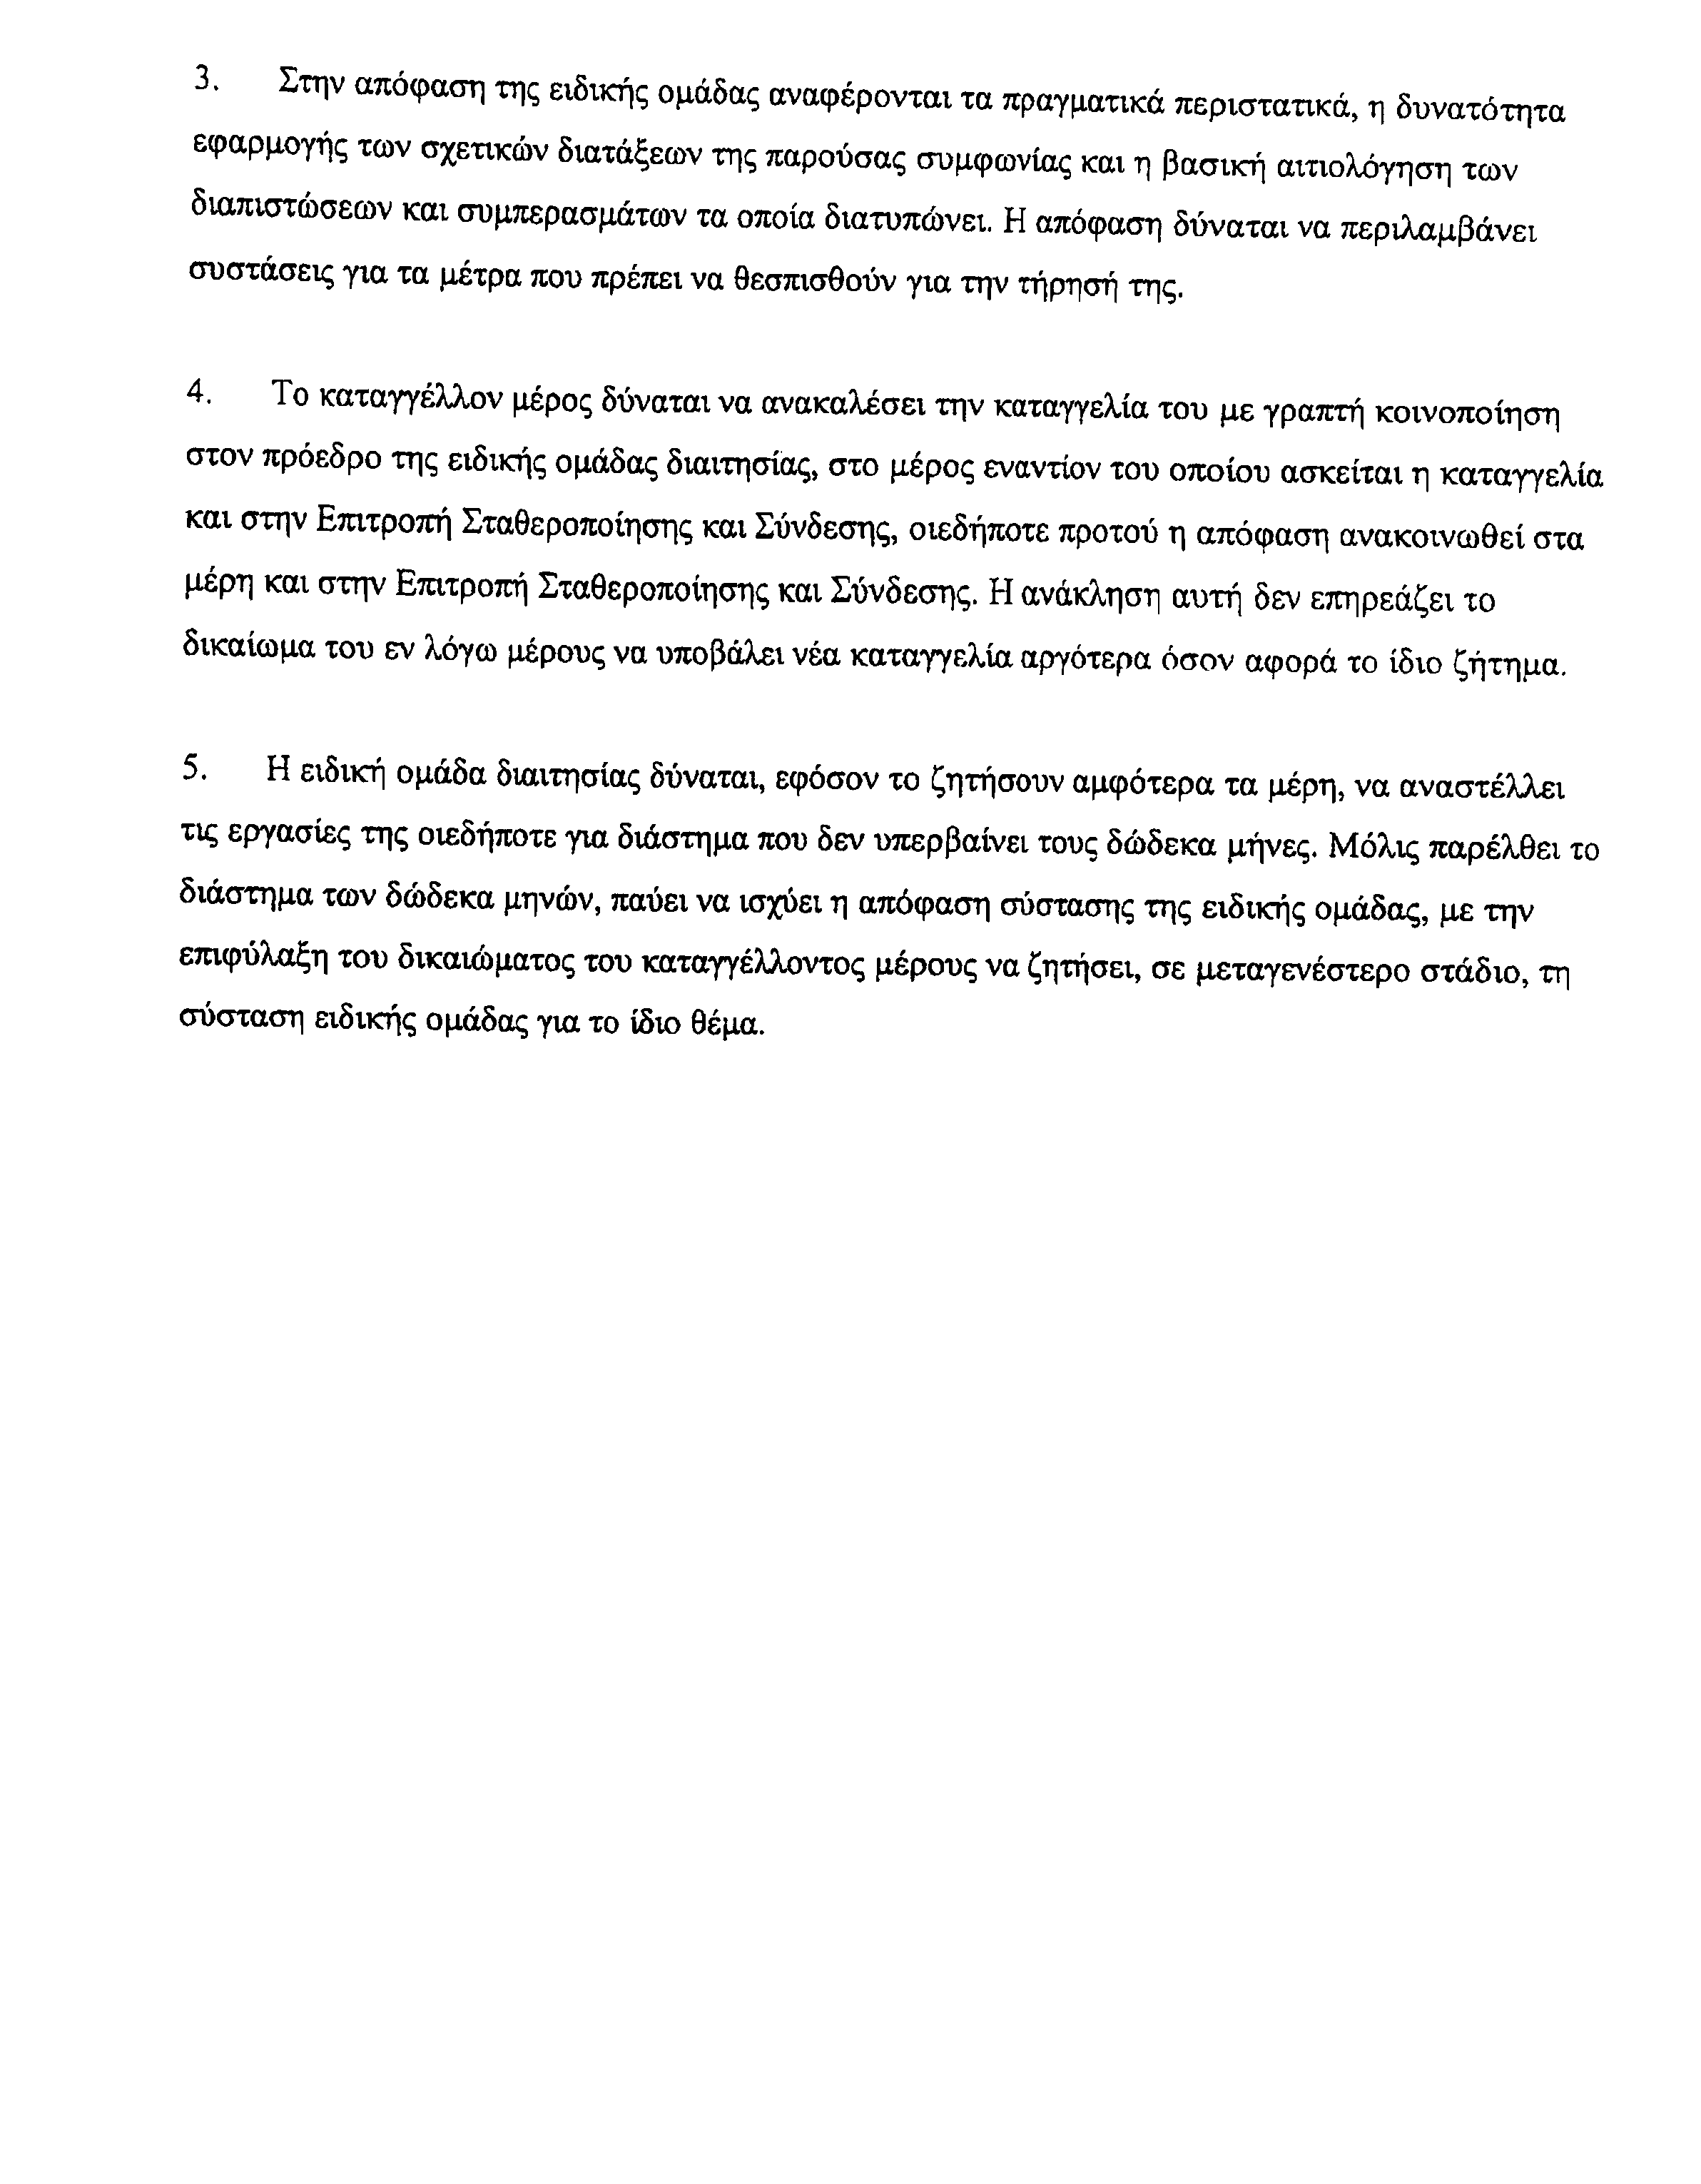 3. Στην απόφαση της ειδικής ομάδας αναφέρονται τα πραγματικά περιστατικά, η δυνατότητα
εφαρμογής των σχετικών διατάξεων της παρούσας συμφωνίας και η βασική αιτιολόγηση των
διαπιστώσεων και συμπερασμάτων τα οποία διατυπώνει. Η απόφαση δύναται να περιλαμβάνει
συστάσεις για τα μέτρα που πρέπει να θεσπισθούν για την τήρησή της.
4. Το καταγγέλλον μέρος δύναται να ανακαλέσει την καταγγελία του με γραπτή κοινοποίηση
στον πρόεδρο της ειδικής ομάδας διαιτησίας, στο μέρος εναντίον του οποίου ασκείται η καταγγελία
και στην Επιτροπή Σταθεροποίησης και Σύνδεσης, οιεδήποτε προτού η απόφαση ανακοινωθεί στα
μέρη και στην Επιτροπή Σταθεροποίησης και Σύνδεσης. Η ανάκληση αυτή δεν επηρεάζει το
δικαίωμα του εν λόγω μέρους να υποβάλει νέα καταγγελία αργότερα όσον αφορά το ίδιο ζήτημα.
5. Η ειδική ομάδα διαιτησίας δύναται, εφόσον το ζητήσουν αμφότερα τα μέρη, να αναστέλλει
τις εργασίες της οιεδήποτε για διάστημα που δεν υπερβαίνει τους δώδεκα μήνες. Μόλις παρέλθει το
διάστημα των δώδεκα μηνών, παύει να ισχύει η απόφαση σύστασης της ειδικής ομάδας, με την
επιφύλαξη του δικαιώματος του καταγγέλλοντος μέρους να ζητήσει, σε μεταγενέστερο στάδιο, τη
σύσταση ειδικής ομάδας για το ίδιο θέμα.